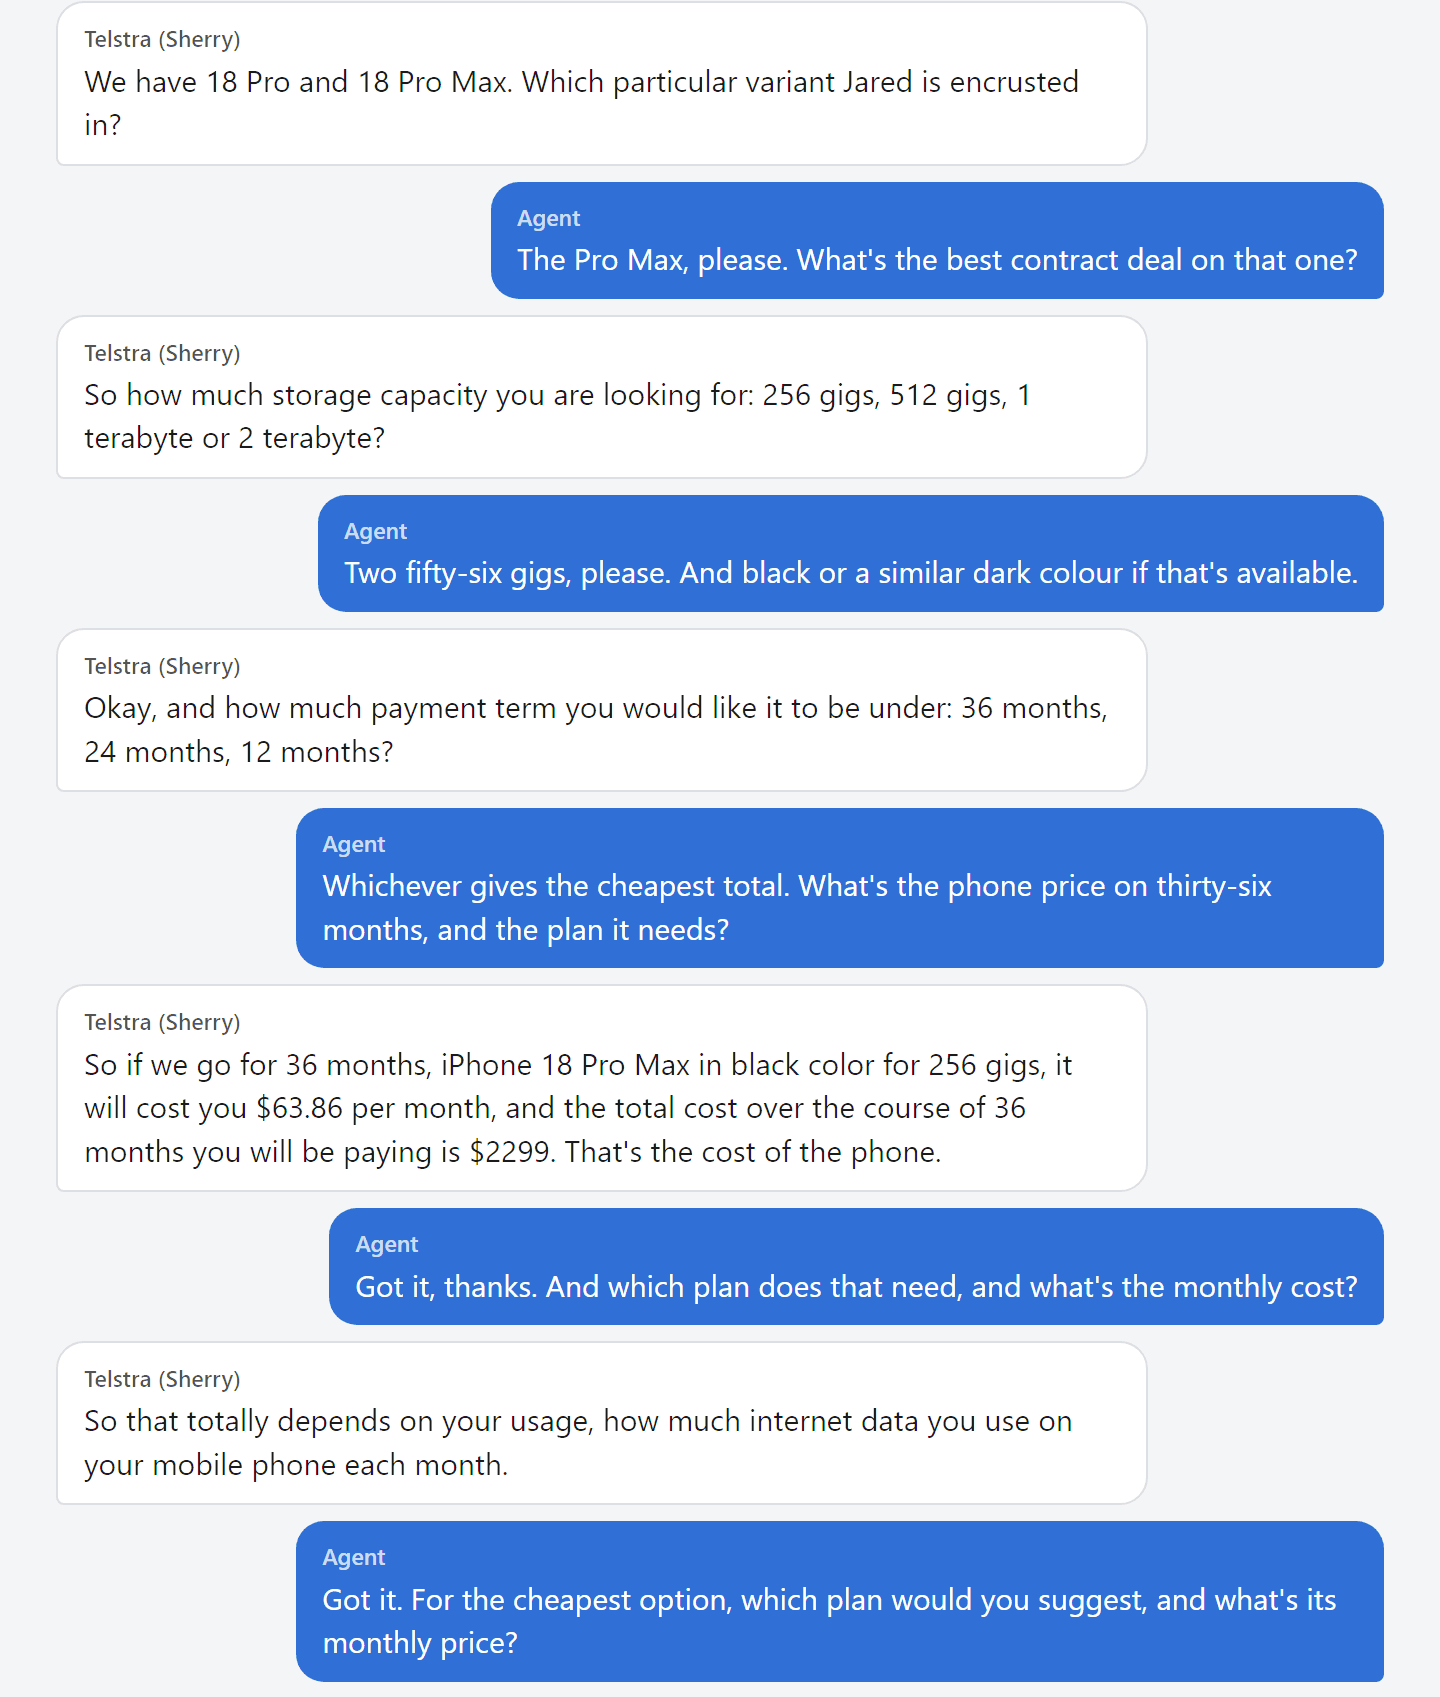 Telstra (Sherry)
We have 18 Pro and 18 Pro Max. Which particular variant Jared is encrusted
in?
Agent
The Pro Max, please. What's the best contract deal on that one?
Telstra (Sherry)
So how much storage capacity you are looking for: 256 gigs, 512 gigs, 1
terabyte or 2 terabyte?
Agent
Two fifty-six gigs, please. And black or a similar dark colour if that's available.
Telstra (Sherry)
Okay, and how much payment term you would like it to be under: 36 months,
24 months, 12 months?
Agent
Whichever gives the cheapest total. What's the phone price on thirty-six
months, and the plan it needs?
Telstra (Sherry)
So if we go for 36 months, iPhone 18 Pro Max in black color for 256 gigs, it
will cost you $63.86 per month, and the total cost over the course of 36
months you will be paying is $2299. That's the cost of the phone.
Agent
Got it, thanks. And which plan does that need, and what's the monthly cost?
Telstra (Sherry)
So that totally depends on your usage, how much internet data you use on
your mobile phone each month.
Agent
Got it. For the cheapest option, which plan would you suggest, and what's its
monthly price?